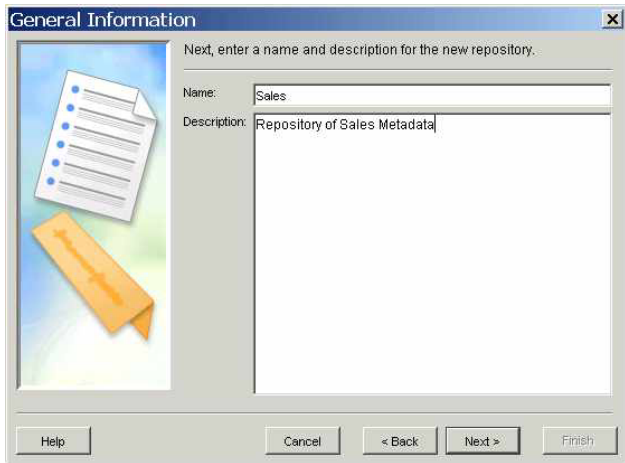 General Information
Next, enter a name and description for the new repository.
Name: Sales
Description: Repository of Sales Metadata
Help Cancel < Back Next > Finish